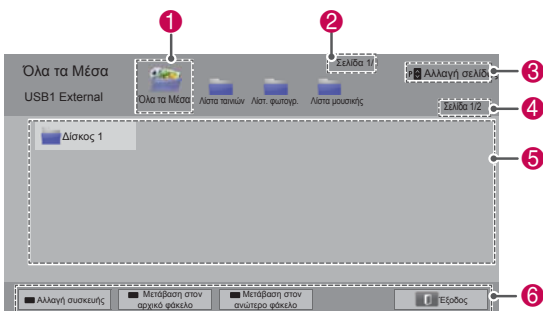 1
2
Σελίδα 1/
Όλα τα Μέσα
P Αλλαγή σελίδ
3
USB1 External
Όλα τα Μέσα
Λίστα ταινιών
Λίστ. φωτογρ.
Λίστα μουσικής
Σελίδα 1/2
4
Δίσκος 1
5
Αλλαγή συσκευής
Μετάβαση στον
αρχικό φάκελο
Μετάβαση στον
ανώτερο φάκελο
Έξοδος
6